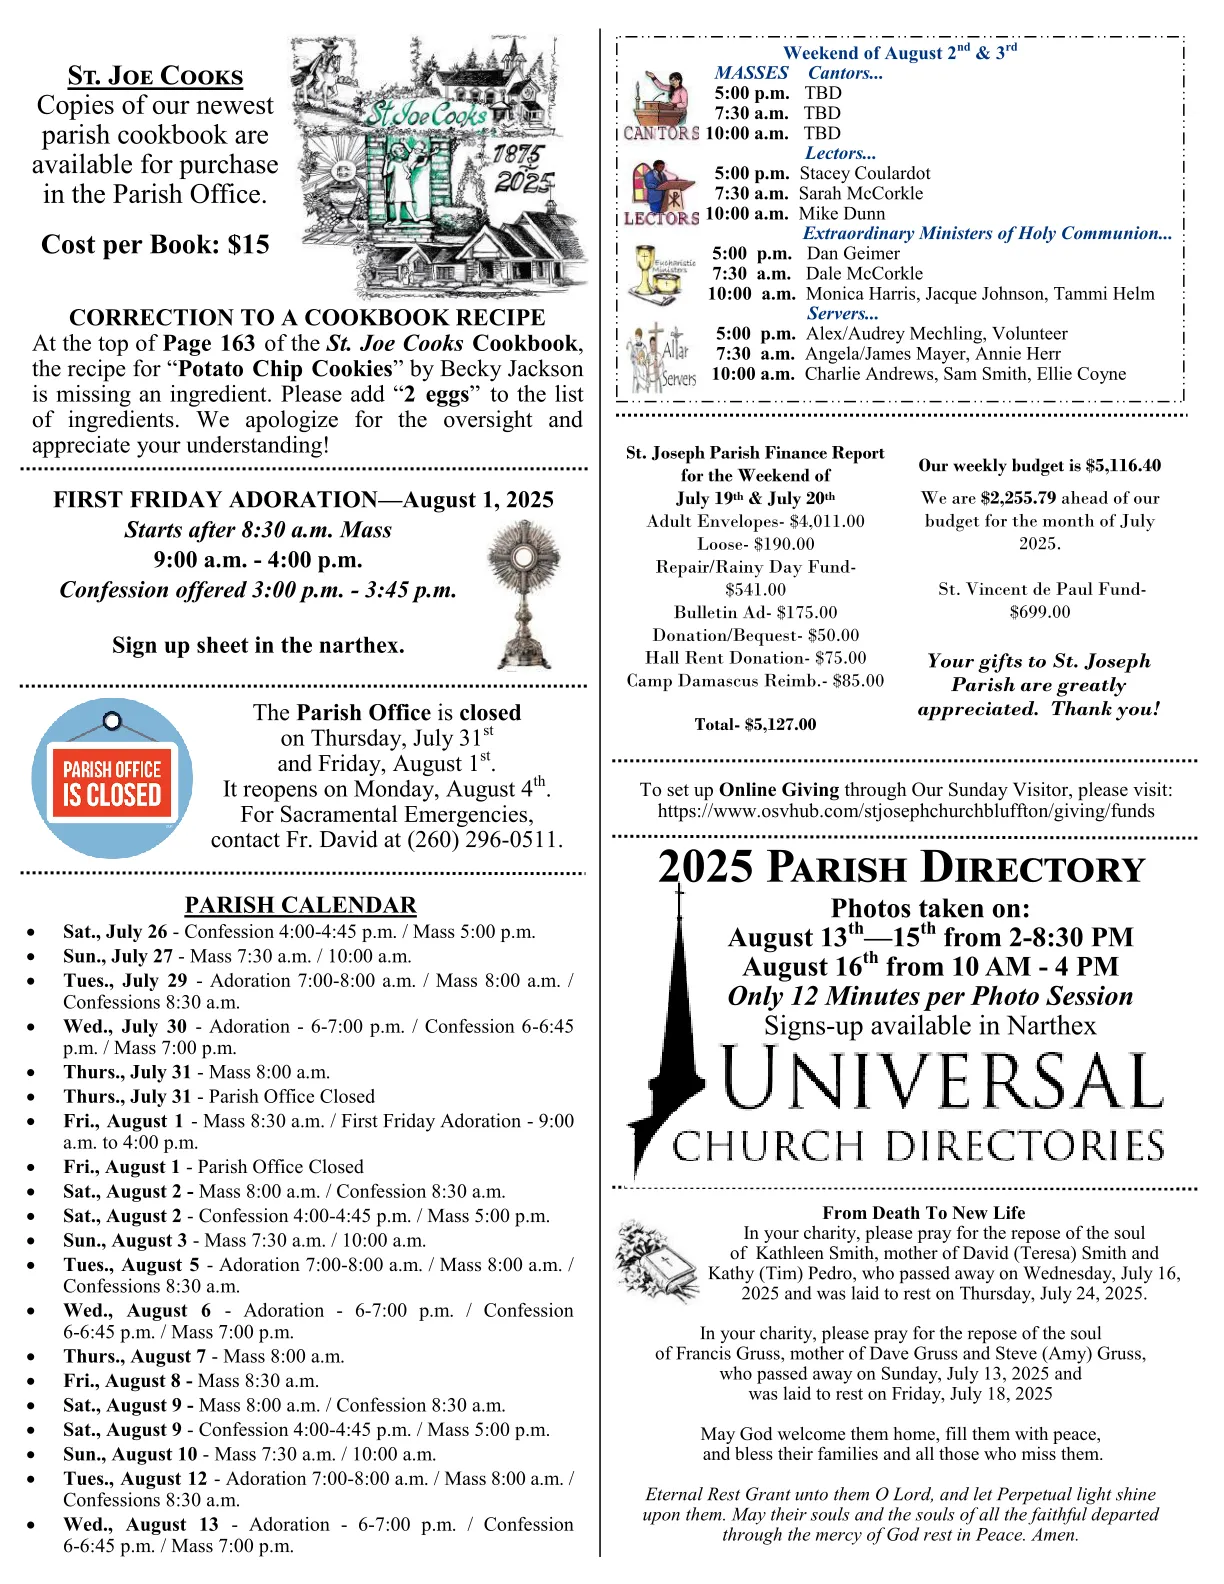 ST. JOE COOKS
Copies of our newest
parish cookbook are
available for purchase
in the Parish Office.
Cost per Book: $15
St. Joe Cooks
1875
2025
CORRECTION TO A COOKBOOK RECIPE
At the top of Page 163 of the St. Joe Cooks Cookbook,
the recipe for “Potato Chip Cookies” by Becky Jackson
is missing an ingredient. Please add “2 eggs” to the list
of ingredients. We apologize for the oversight and
appreciate your understanding!
FIRST FRIDAY ADORATION—August 1, 2025
Starts after 8:30 a.m. Mass
9:00 a.m. - 4:00 p.m.
Confession offered 3:00 p.m. - 3:45 p.m.
Sign up sheet in the narthex.
PARISH OFFICE
IS CLOSED
The Parish Office is closed
on Thursday, July 31st
and Friday, August 1st.
It reopens on Monday, August 4th.
For Sacramental Emergencies,
contact Fr. David at (260) 296-0511.
PARISH CALENDAR
• Sat., July 26 - Confession 4:00-4:45 p.m. / Mass 5:00 p.m.
• Sun., July 27 - Mass 7:30 a.m. / 10:00 a.m.
• Tues., July 29 - Adoration 7:00-8:00 a.m. / Mass 8:00 a.m. /
Confessions 8:30 a.m.
• Wed., July 30 - Adoration - 6-7:00 p.m. / Confession 6-6:45
p.m. / Mass 7:00 p.m.
• Thurs., July 31 - Mass 8:00 a.m.
• Thurs., July 31 - Parish Office Closed
• Fri., August 1 - Mass 8:30 a.m. / First Friday Adoration - 9:00
a.m. to 4:00 p.m.
• Fri., August 1 - Parish Office Closed
• Sat., August 2 - Mass 8:00 a.m. / Confession 8:30 a.m.
• Sat., August 2 - Confession 4:00-4:45 p.m. / Mass 5:00 p.m.
• Sun., August 3 - Mass 7:30 a.m. / 10:00 a.m.
• Tues., August 5 - Adoration 7:00-8:00 a.m. / Mass 8:00 a.m. /
Confessions 8:30 a.m.
• Wed., August 6 - Adoration - 6-7:00 p.m. / Confession
6-6:45 p.m. / Mass 7:00 p.m.
• Thurs., August 7 - Mass 8:00 a.m.
• Fri., August 8 - Mass 8:30 a.m.
• Sat., August 9 - Mass 8:00 a.m. / Confession 8:30 a.m.
• Sat., August 9 - Confession 4:00-4:45 p.m. / Mass 5:00 p.m.
• Sun., August 10 - Mass 7:30 a.m. / 10:00 a.m.
• Tues., August 12 - Adoration 7:00-8:00 a.m. / Mass 8:00 a.m. /
Confessions 8:30 a.m.
• Wed., August 13 - Adoration - 6-7:00 p.m. / Confession
6-6:45 p.m. / Mass 7:00 p.m.
Weekend of August 2nd & 3rd
MASSES Cantors...
5:00 p.m. TBD
7:30 a.m. TBD
CANTORS 10:00 a.m. TBD
Lectors...
5:00 p.m. Stacey Coulardot
7:30 a.m. Sarah McCorkle
LECTORS 10:00 a.m. Mike Dunn
Extraordinary Ministers of Holy Communion...
Eucharistic
Ministers
5:00 p.m. Dan Geimer
7:30 a.m. Dale McCorkle
10:00 a.m. Monica Harris, Jacque Johnson, Tammi Helm
Servers...
Altar
Servers
5:00 p.m. Alex/Audrey Mechling, Volunteer
7:30 a.m. Angela/James Mayer, Annie Herr
10:00 a.m. Charlie Andrews, Sam Smith, Ellie Coyne
St. Joseph Parish Finance Report
for the Weekend of
July 19th & July 20th
Adult Envelopes- $4,011.00
Loose- $190.00
Repair/Rainy Day Fund-
$541.00
Bulletin Ad- $175.00
Donation/Bequest- $50.00
Hall Rent Donation- $75.00
Camp Damascus Reimb.- $85.00
Total- $5,127.00
Our weekly budget is $5,116.40
We are $2,255.79 ahead of our
budget for the month of July
2025.
St. Vincent de Paul Fund-
$699.00
Your gifts to St. Joseph
Parish are greatly
appreciated. Thank you!
To set up Online Giving through Our Sunday Visitor, please visit:
https://www.osvhub.com/stjosephchurchbluffton/giving/funds
2025 PARISH DIRECTORY
Photos taken on:
August 13th—15th from 2-8:30 PM
August 16th from 10 AM - 4 PM
Only 12 Minutes per Photo Session
Signs-up available in Narthex
UNIVERSAL
CHURCH DIRECTORIES
From Death To New Life
In your charity, please pray for the repose of the soul
of Kathleen Smith, mother of David (Teresa) Smith and
Kathy (Tim) Pedro, who passed away on Wednesday, July 16,
2025 and was laid to rest on Thursday, July 24, 2025.
In your charity, please pray for the repose of the soul
of Francis Gruss, mother of Dave Gruss and Steve (Amy) Gruss,
who passed away on Sunday, July 13, 2025 and
was laid to rest on Friday, July 18, 2025
May God welcome them home, fill them with peace,
and bless their families and all those who miss them.
Eternal Rest Grant unto them O Lord, and let Perpetual light shine
upon them. May their souls and the souls of all the faithful departed
through the mercy of God rest in Peace. Amen.